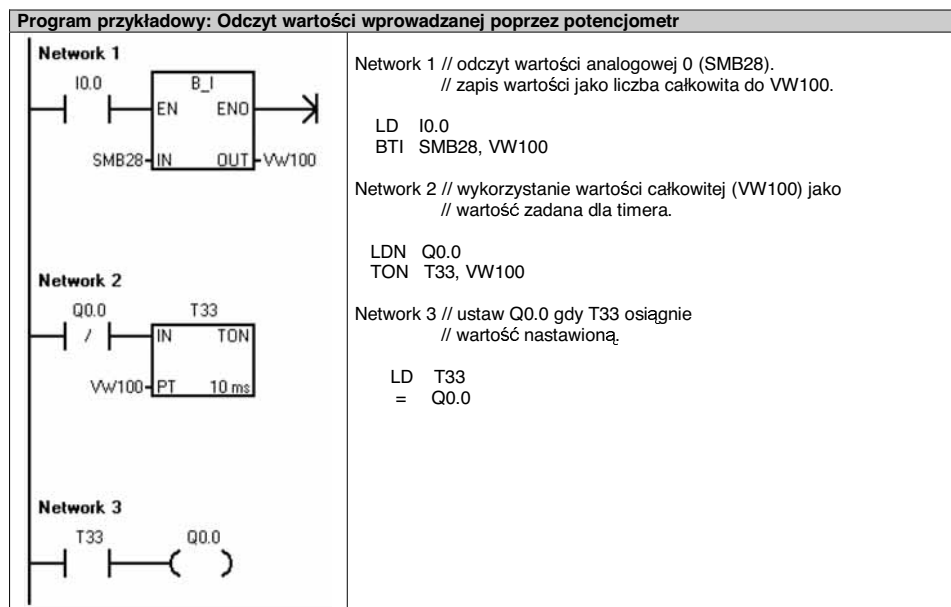 Program przykładowy: Odczyt wartości wprowadzanej poprzez potencjometr
Network 1
I0.0
B_I
EN ENO
SMB28 IN OUT VW100
Network 2
Q0.0 T33
/ IN TON
VW100 PT 10 ms
Network 3
T33 Q0.0
Network 1 // odczyt wartości analogowej 0 (SMB28).
// zapis wartości jako liczba całkowita do VW100.
LD I0.0
BTI SMB28, VW100
Network 2 // wykorzystanie wartości całkowitej (VW100) jako
// wartość zadana dla timera.
LDN Q0.0
TON T33, VW100
Network 3 // ustaw Q0.0 gdy T33 osiągnie
// wartość nastawioną.
LD T33
= Q0.0